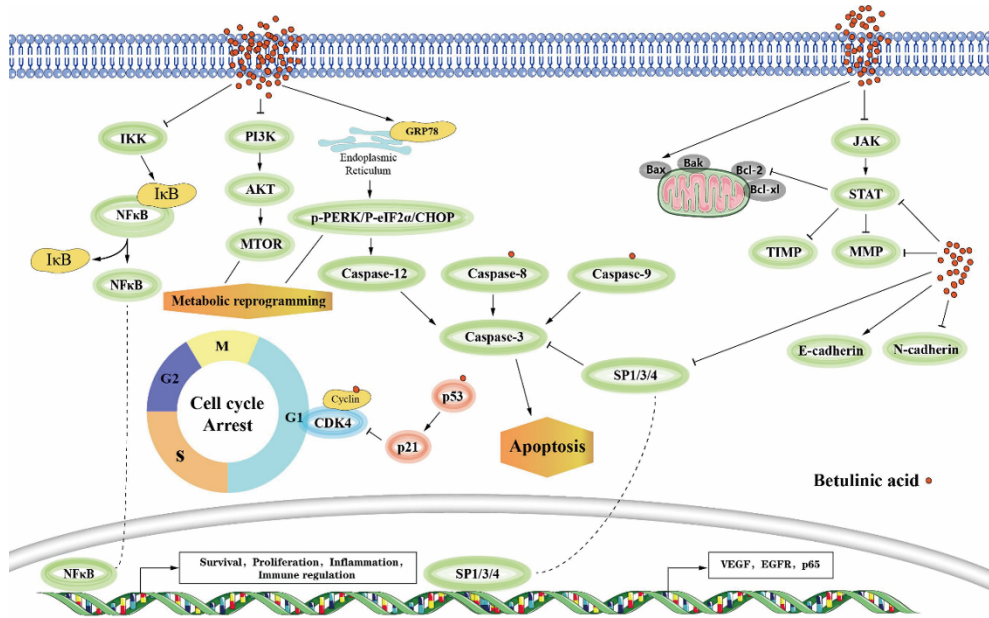 IKK
PI3K
GRP78
Endoplasmic
Reticulum
JAK
Bax
Bak
Bcl-2
Bcl-xl
IκB
NFκB
AKT
STAT
p-PERK/P-eIF2α/CHOP
IκB
MTOR
TIMP
MMP
NFκB
Caspase-12
Caspase-8
Caspasc-9
Metabolic reprogramming
Caspase-3
E-cadherin
N-cadherin
SP1/3/4
M
G2
G1
S
Cell cycle
Arrest
Cyclin
CDK4
p53
p21
Apoptosis
Betulinic acid
NFκB
Survival, Proliferation, Inflammation,
Immune regulation
SP1/3/4
VEGF, EGFR, p65